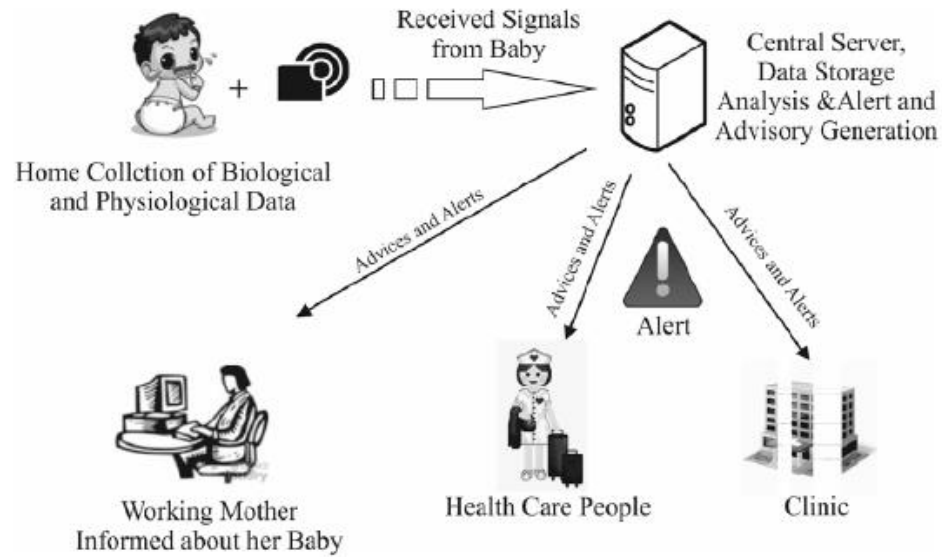 Received Signals
from Baby
Central Server,
Data Storage
Analysis &Alert and
Advisory Generation
+
Home Collction of Biological
and Physiological Data
Advices and Alerts
Advices and Alerts
Advices and Alerts
Alert
Working Mother
Informed about her Baby
Health Care People
Clinic